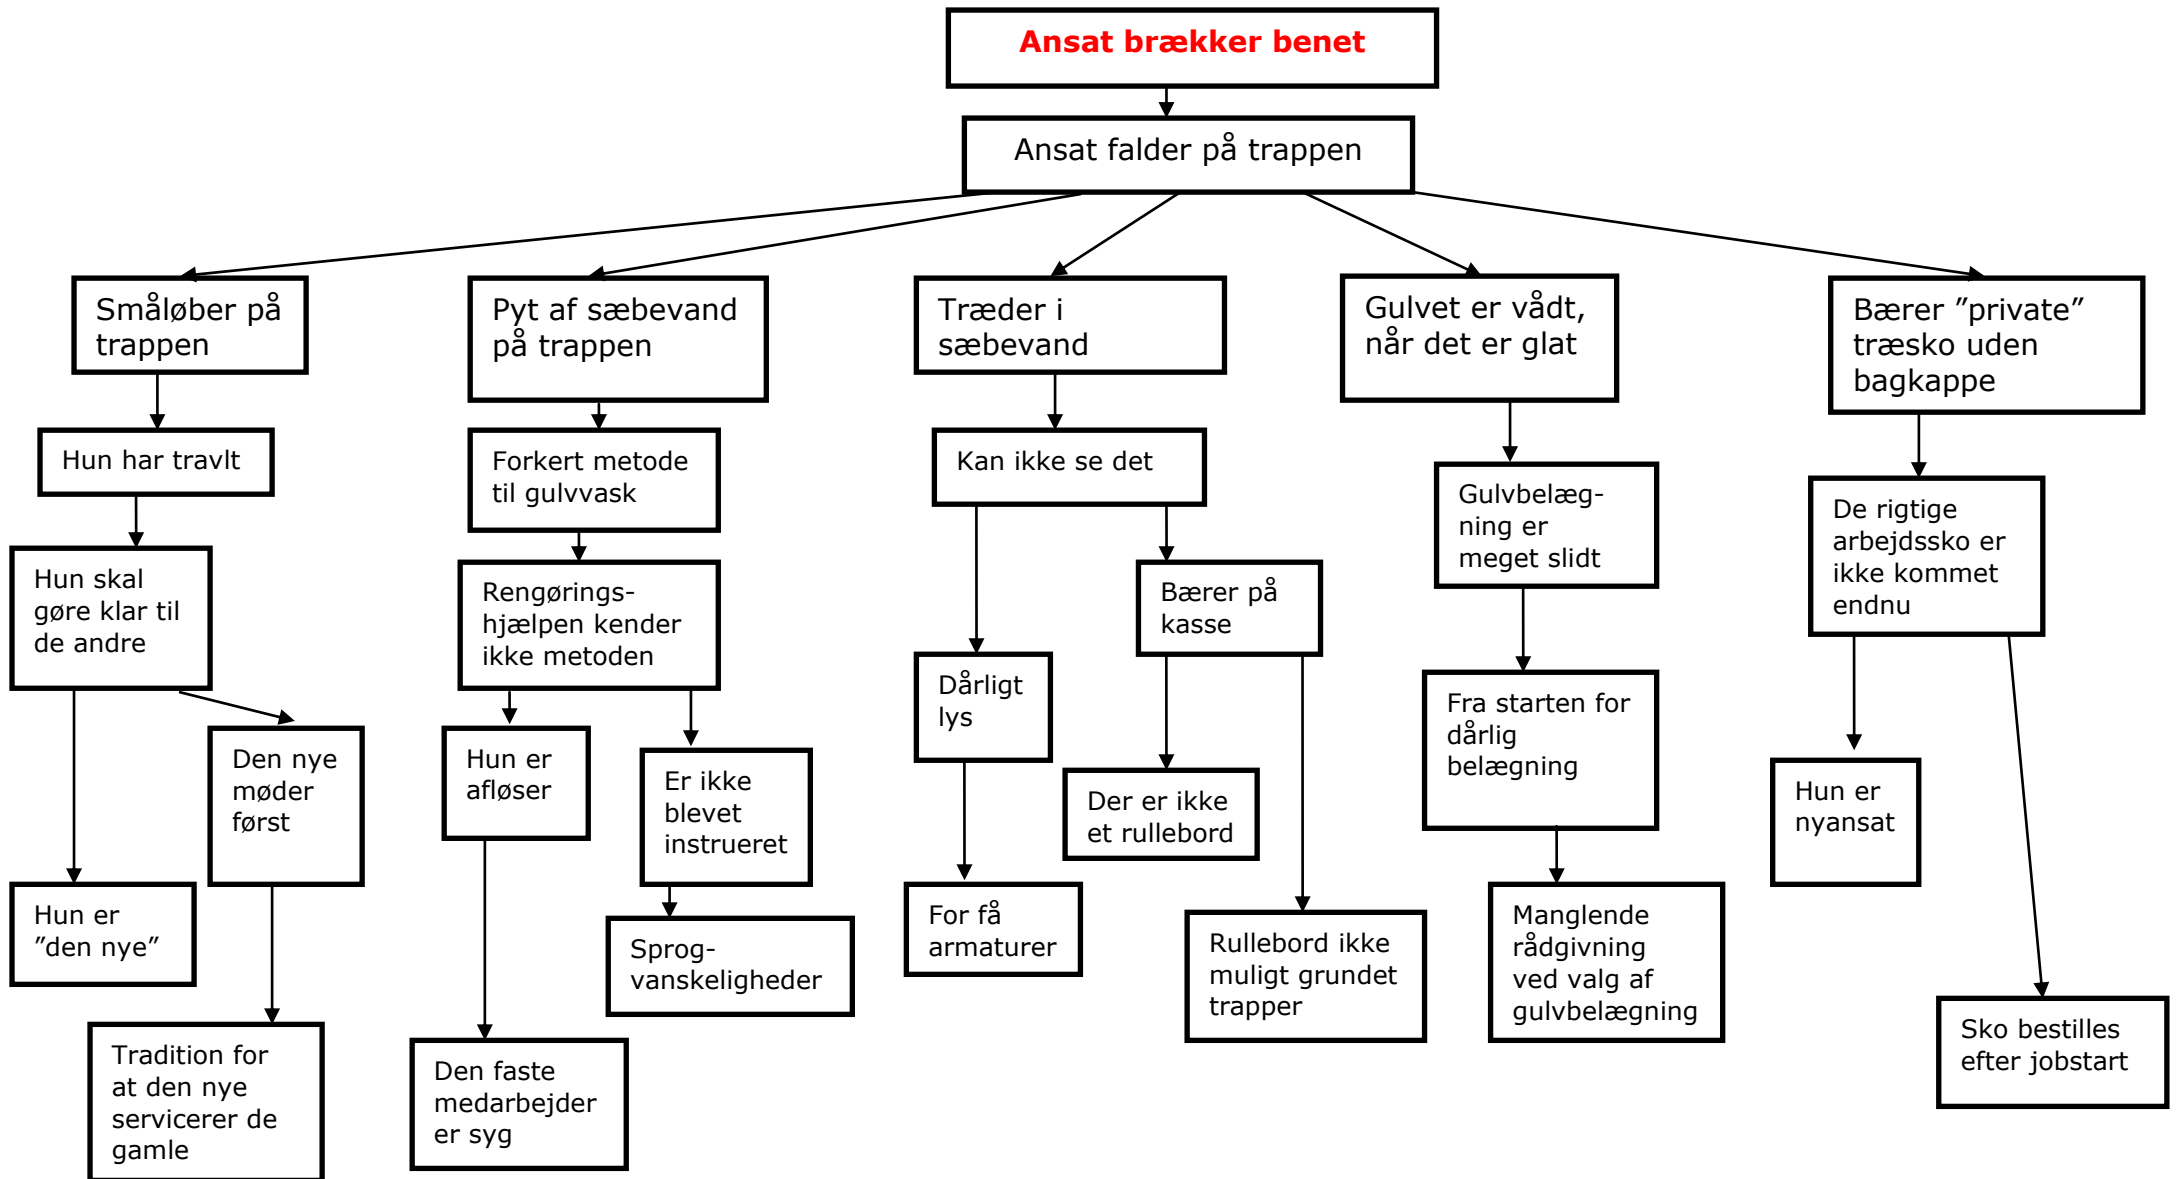 Ansat brækker benet
Ansat falder på trappen
Småløber på
trappen
Pyt af sæbevand
på trappen
Træder i
sæbevand
Gulvet er vådt,
når det er glat
Bærer ”private”
træsko uden
bagkappe
Hun har travlt
Forkert metode
til gulvvask
Kan ikke se det
Gulvbelæg-
ning er
meget slidt
De rigtige
arbejdssko er
ikke kommet
endnu
Hun skal
gøre klar til
de andre
Rengørings-
hjælpen kender
ikke metoden
Bærer på
kasse
Dårligt
lys
Fra starten for
dårlig
belægning
Den nye
møder
først
Hun er
afløser
Er ikke
blevet
instrueret
Der er ikke
et rullebord
Hun er
nyansat
Hun er
”den nye”
Sprog-
vanskeligheder
For få
armaturer
Rullebord ikke
muligt grundet
trapper
Manglende
rådgivning
ved valg af
gulvbelægning
Sko bestilles
efter jobstart
Tradition for
at den nye
servicerer de
gamle
Den faste
medarbejder
er syg